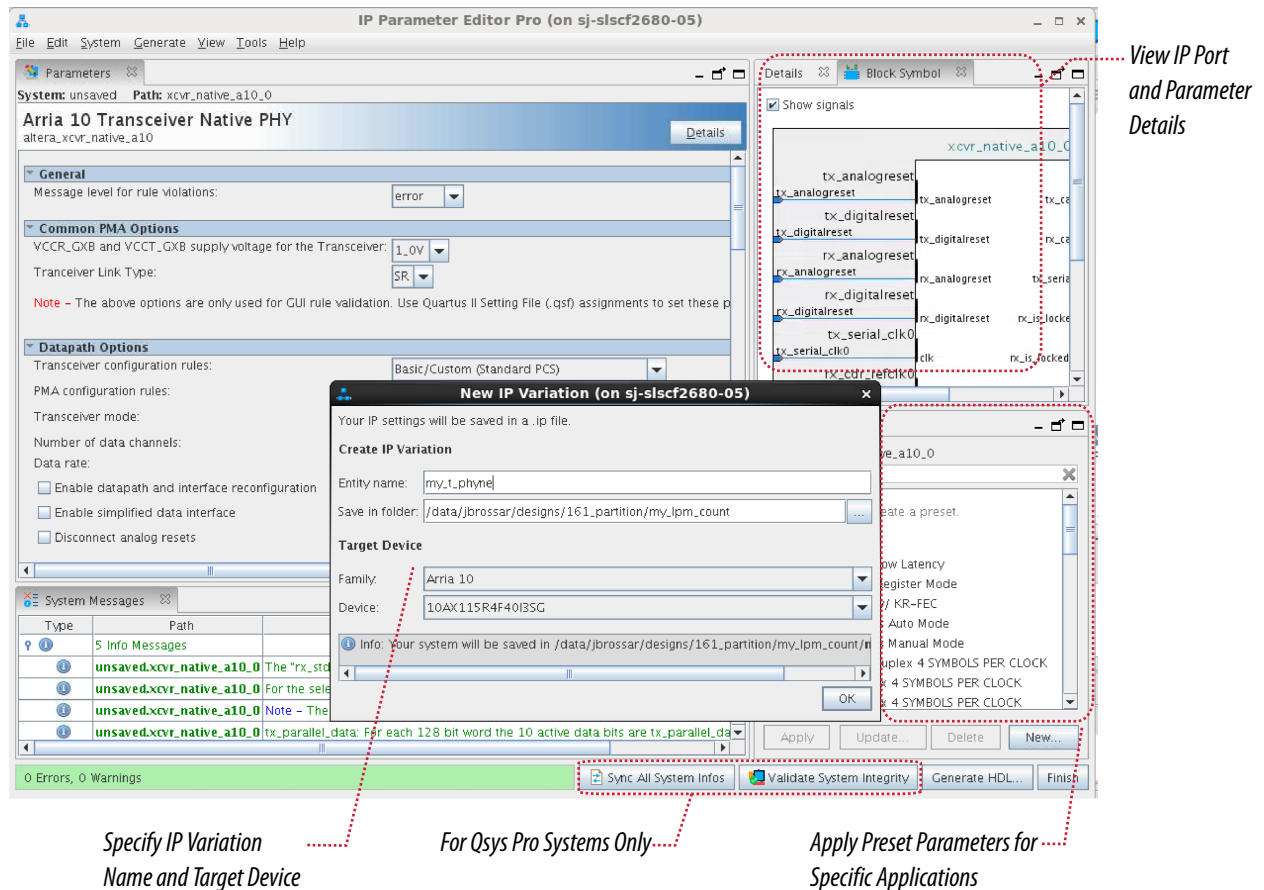 IP Parameter Editor Pro (on sj-slscf2680-05)
File Edit System Generate View Tools Help
Parameters
System: unsaved Path: xcvr_native_a10_0
Arria 10 Transceiver Native PHY
altera_xcvr_native_a10
Details
General
Message level for rule violations: error
Common PMA Options
VCCR_GXB and VCCT_GXB supply voltage for the Transceiver: 1_0V
Tranceiver Link Type: SR
Note – The above options are only used for GUI rule validation. Use Quartus II Setting File (.qsf) assignments to set these p
Datapath Options
Transceiver configuration rules: Basic/Custom (Standard PCS)
PMA configuration rules:
Transceiver mode:
Number of data channels:
Data rate:
Enable datapath and interface reconfiguration
Enable simplified data interface
Disconnect analog resets
Details Block Symbol
Show signals
xcvr_native_a10_0
tx_analogreset
tx_analogreset
tx_analogreset tx_ca
tx_digitalreset
tx_digitalreset
tx_digitalreset rx_ca
rx_analogreset
rx_analogreset
rx_analogreset tx_seria
rx_digitalreset
rx_digitalreset
rx_digitalreset rx_is_locke
tx_serial_clk0
tx_serial_clk0
clk rx_is_locked
rx_cdr_refclk0
View IP Port
and Parameter
Details
New IP Variation (on sj-slscf2680-05)
Your IP settings will be saved in a .ip file.
Create IP Variation
Entity name: my_t_phyne
Save in folder: /data/jbrossar/designs/161_partition/my_lpm_count ...
Target Device
Family: Arria 10
Device: 10AX115R4F40I3SG
Info: Your system will be saved in /data/jbrossar/designs/161_partition/my_lpm_count/
OK
ve_a10_0
eate a preset.
ow Latency
egister Mode
/ KR-FEC
Auto Mode
s Manual Mode
uplex 4 SYMBOLS PER CLOCK
x 4 SYMBOLS PER CLOCK
x 4 SYMBOLS PER CLOCK
Apply Update... Delete New...
System Messages
Type Path
5 Info Messages
unsaved.xcvr_native_a10_0 The "rx_std
unsaved.xcvr_native_a10_0 For the sele
unsaved.xcvr_native_a10_0 Note – The
unsaved.xcvr_native_a10_0 tx_parallel_data: For each 128 bit word the 10 active data bits are tx_parallel_da
0 Errors, 0 Warnings
Sync All System Infos Validate System Integrity Generate HDL... Finish
Specify IP Variation
Name and Target Device
For Qsys Pro Systems Only
Apply Preset Parameters for
Specific Applications